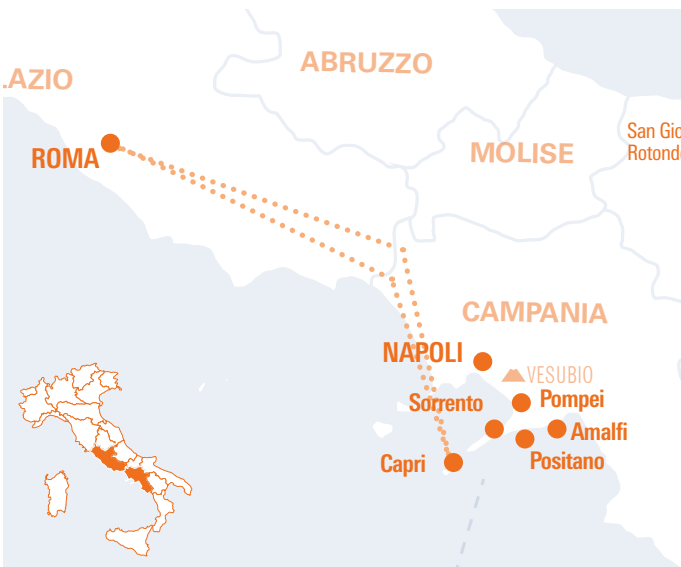 ABRUZZO
.AZIO
ROMA
MOLISE
San Gio
Rotond
CAMPANIA
NAPOLI
VESUBIO
Pompei
Sorrento
Amalfi
Positano
Capri